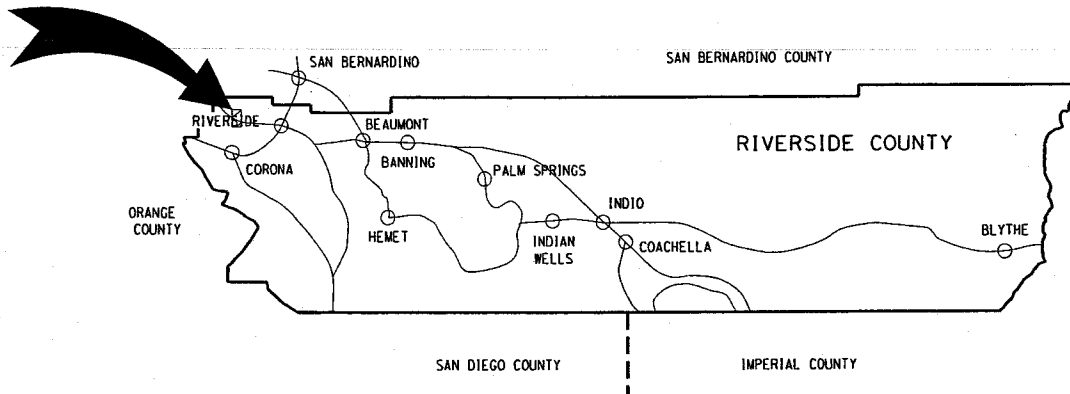 SAN BERNARDINO
SAN BERNARDINO COUNTY
RIVERSIDE
BEAUMONT
BANNING
RIVERSIDE COUNTY
CORONA
PALM SPRINGS
ORANGE
COUNTY
HEMET
INDIAN
WELLS
INDIO
COACHELLA
BLYTHE
SAN DIEGO COUNTY
IMPERIAL COUNTY